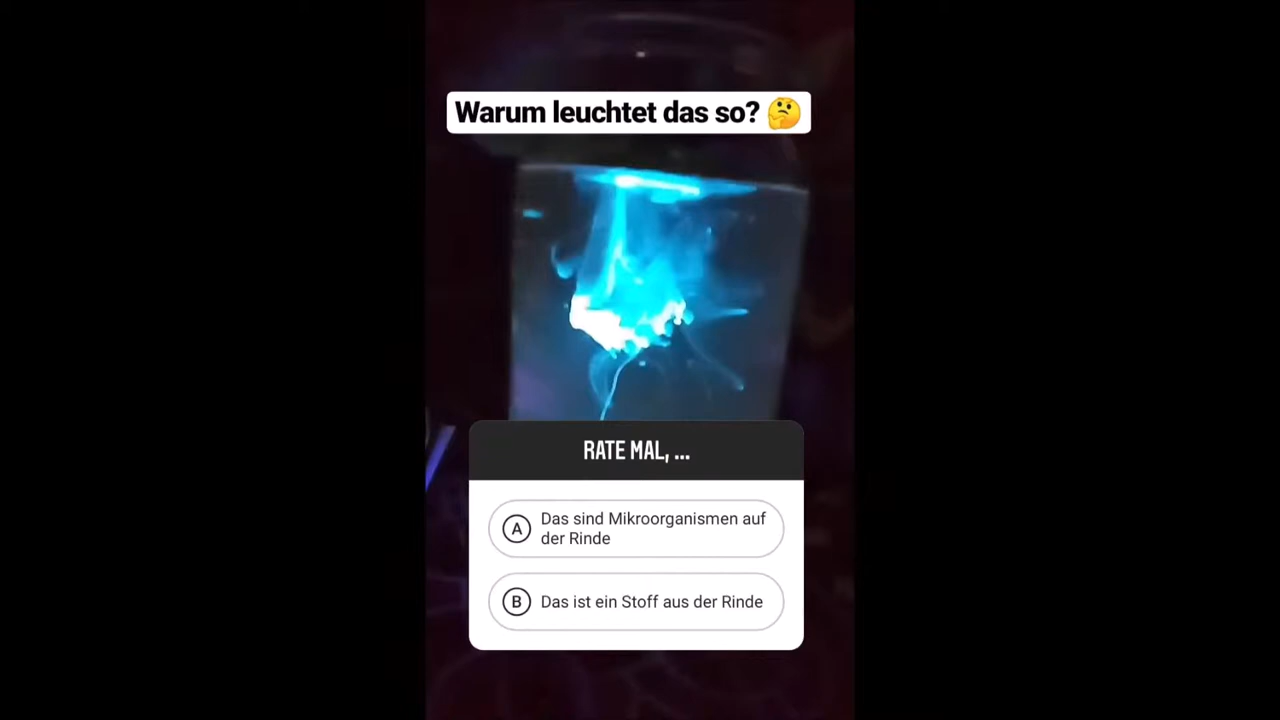 Warum leuchtet das so? 🤔
RATE MAL, ...
A Das sind Mikroorganismen auf
der Rinde
B Das ist ein Stoff aus der Rinde